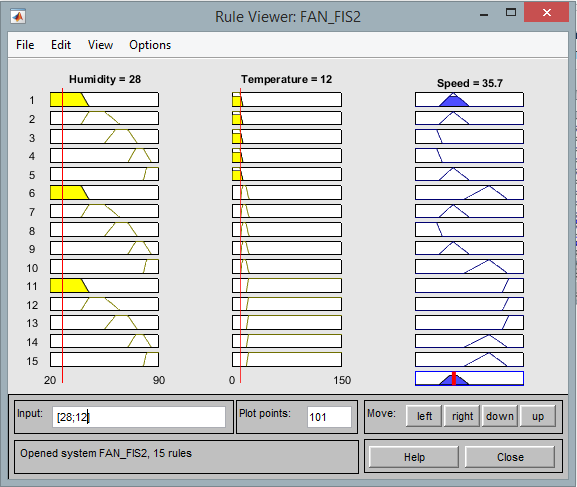 Rule Viewer: FAN_FIS2
File Edit View Options
Humidity = 28 Temperature = 12 Speed = 35.7
1
2
3
4
5
6
7
8
9
10
11
12
13
14
15
20 90 0 150
Input: [28;12] Plot points: 101 Move: left right down up
Opened system FAN_FIS2, 15 rules Help Close